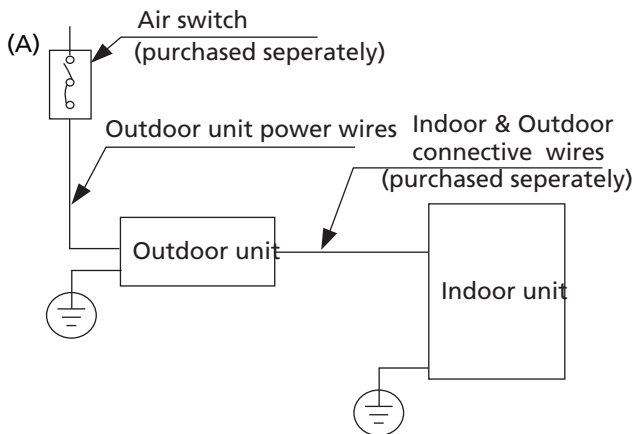 (A)
Air switch
(purchased seperately)
Outdoor unit power wires
Indoor & Outdoor
connective wires
(purchased seperately)
Outdoor unit
Indoor unit